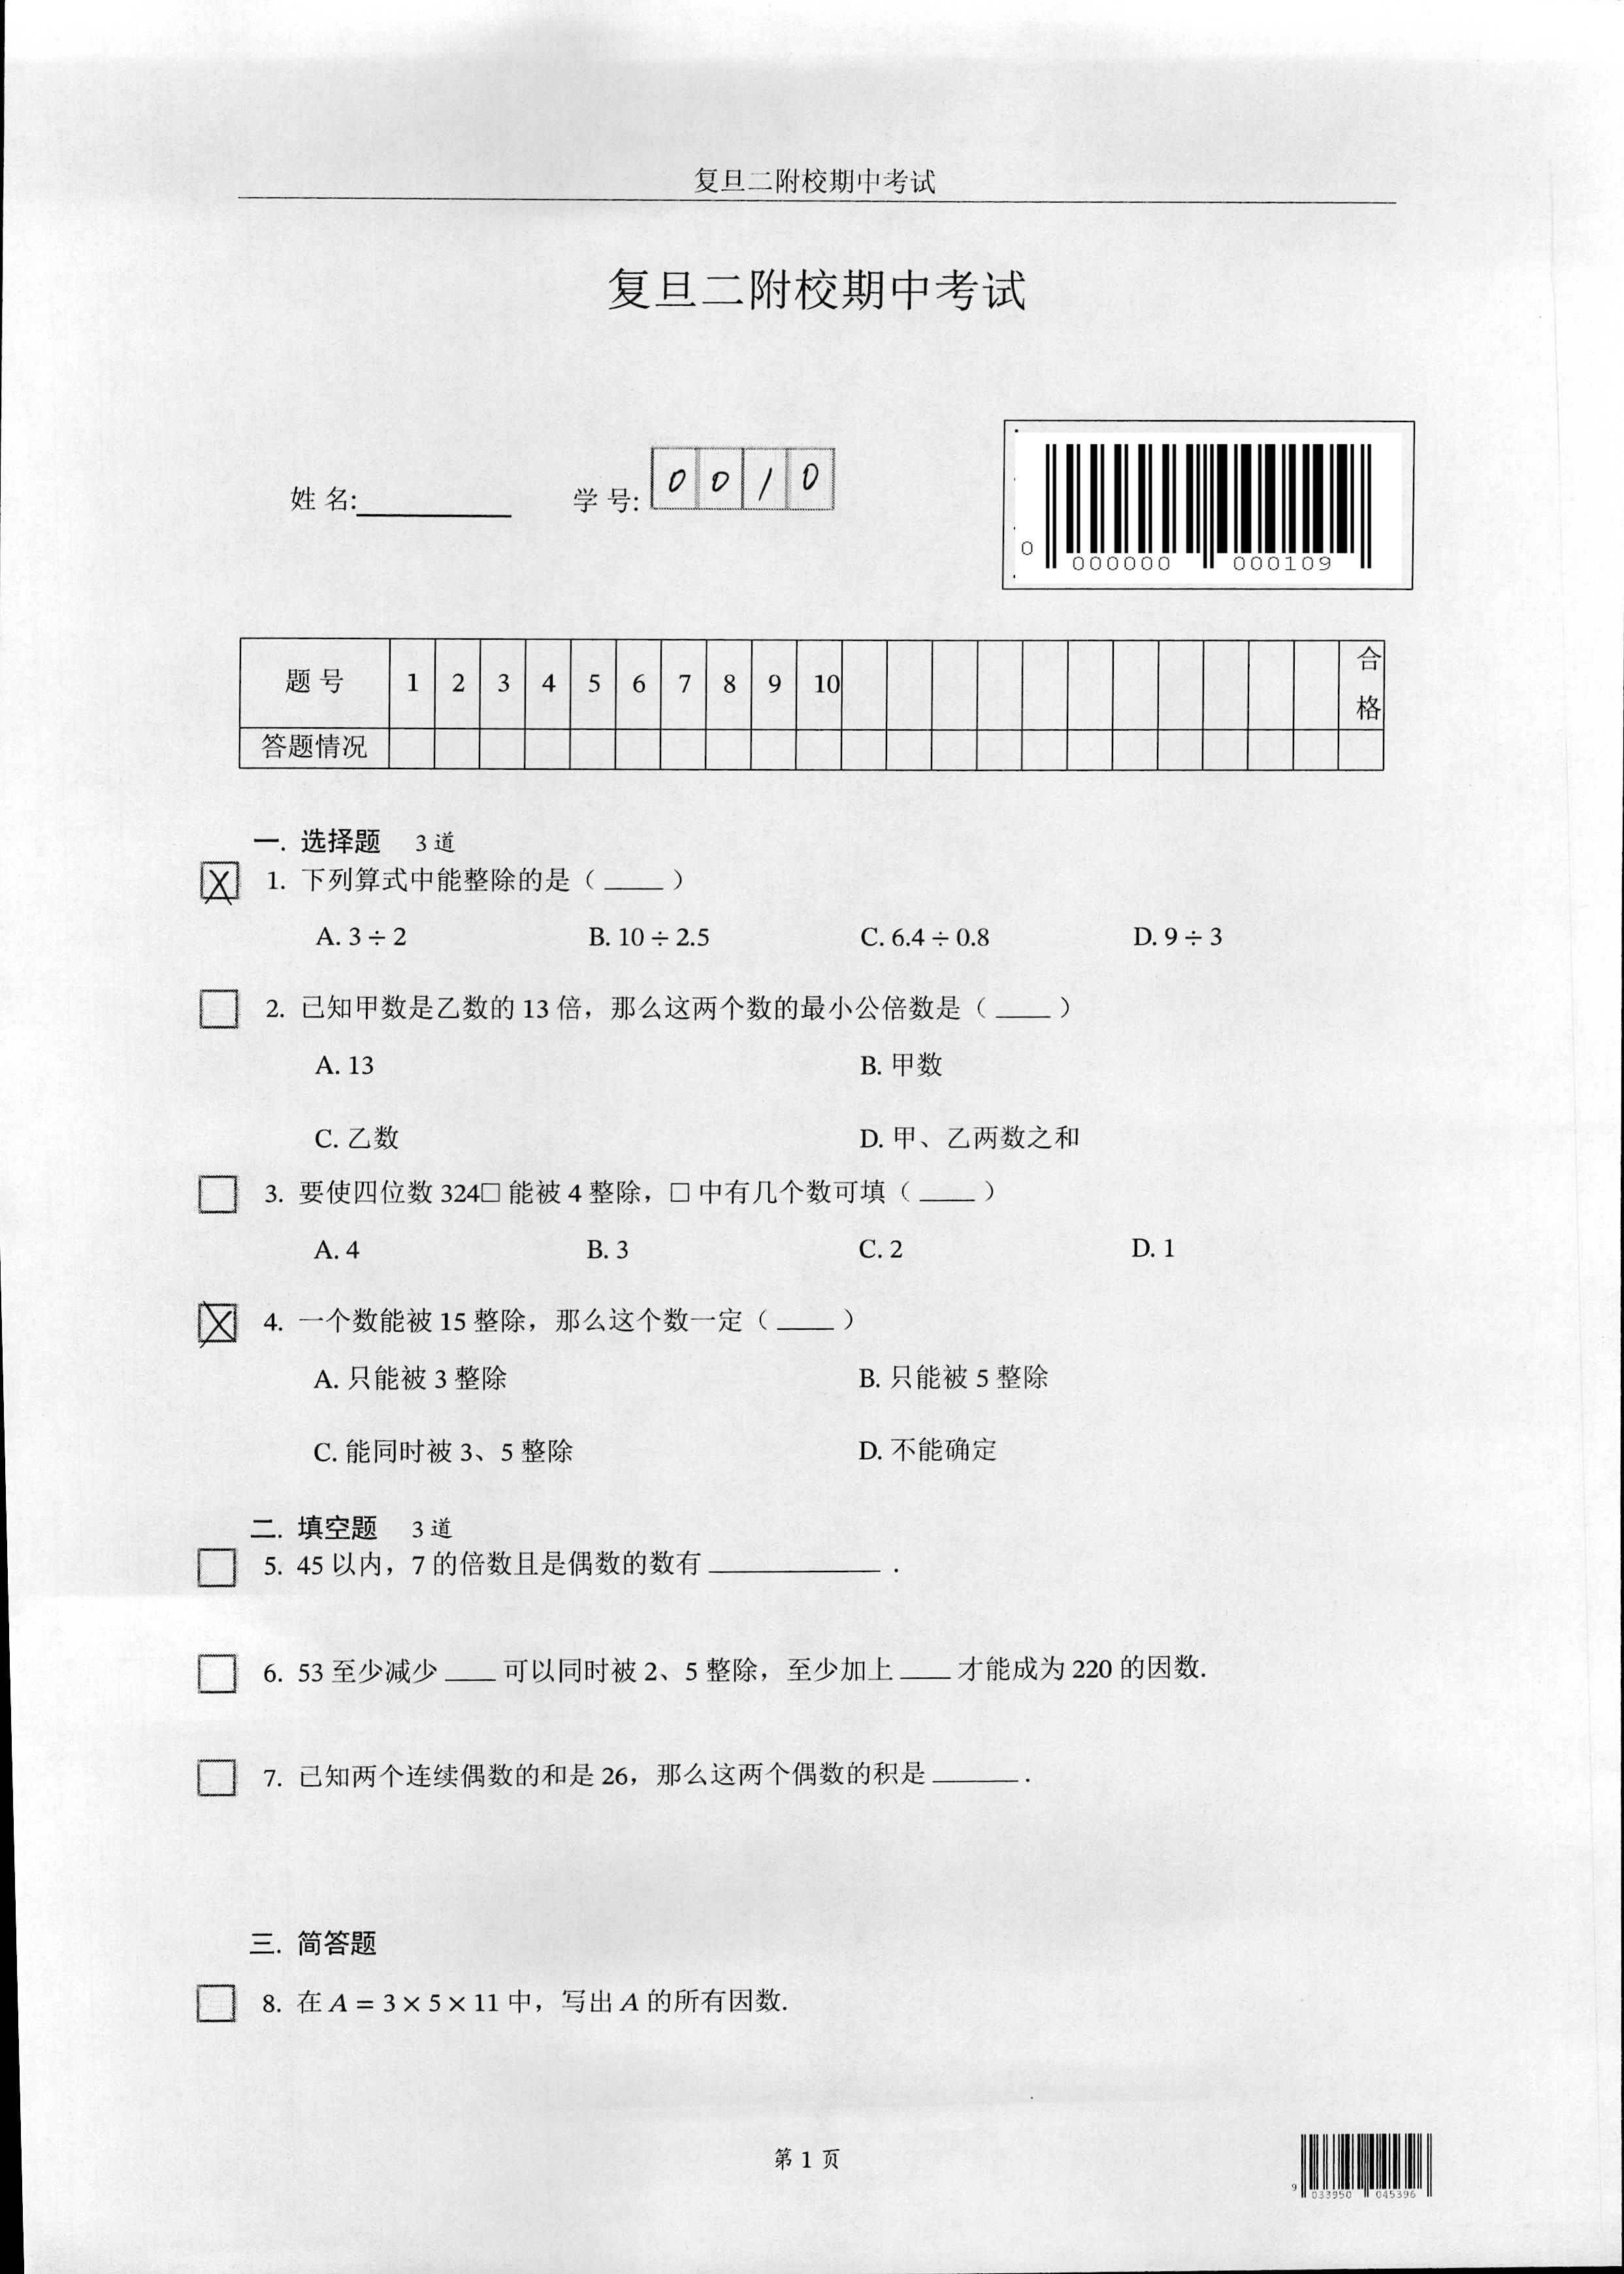 复旦二附校期中考试
复旦二附校期中考试
姓 名: 学 号: 0 0 1 0
0 000000 000109
题 号 1 2 3 4 5 6 7 8 9 10 合格
答题情况
一. 选择题 3 道
X 1. 下列算式中能整除的是（ ____ ）
A. 3 ÷ 2 B. 10 ÷ 2.5 C. 6.4 ÷ 0.8 D. 9 ÷ 3
2. 已知甲数是乙数的 13 倍，那么这两个数的最小公倍数是（ ____ ）
A. 13 B. 甲数
C. 乙数 D. 甲、乙两数之和
3. 要使四位数 324□ 能被 4 整除，□ 中有几个数可填（ ____ ）
A. 4 B. 3 C. 2 D. 1
X 4. 一个数能被 15 整除，那么这个数一定（ ____ ）
A. 只能被 3 整除 B. 只能被 5 整除
C. 能同时被 3、5 整除 D. 不能确定
二. 填空题 3 道
5. 45 以内，7 的倍数且是偶数的数有 ____________ .
6. 53 至少减少 ____ 可以同时被 2、5 整除，至少加上 ____ 才能成为 220 的因数.
7. 已知两个连续偶数的和是 26，那么这两个偶数的积是 ______ .
三. 简答题
8. 在 A = 3 × 5 × 11 中，写出 A 的所有因数.
第 1 页
9 033950 045396